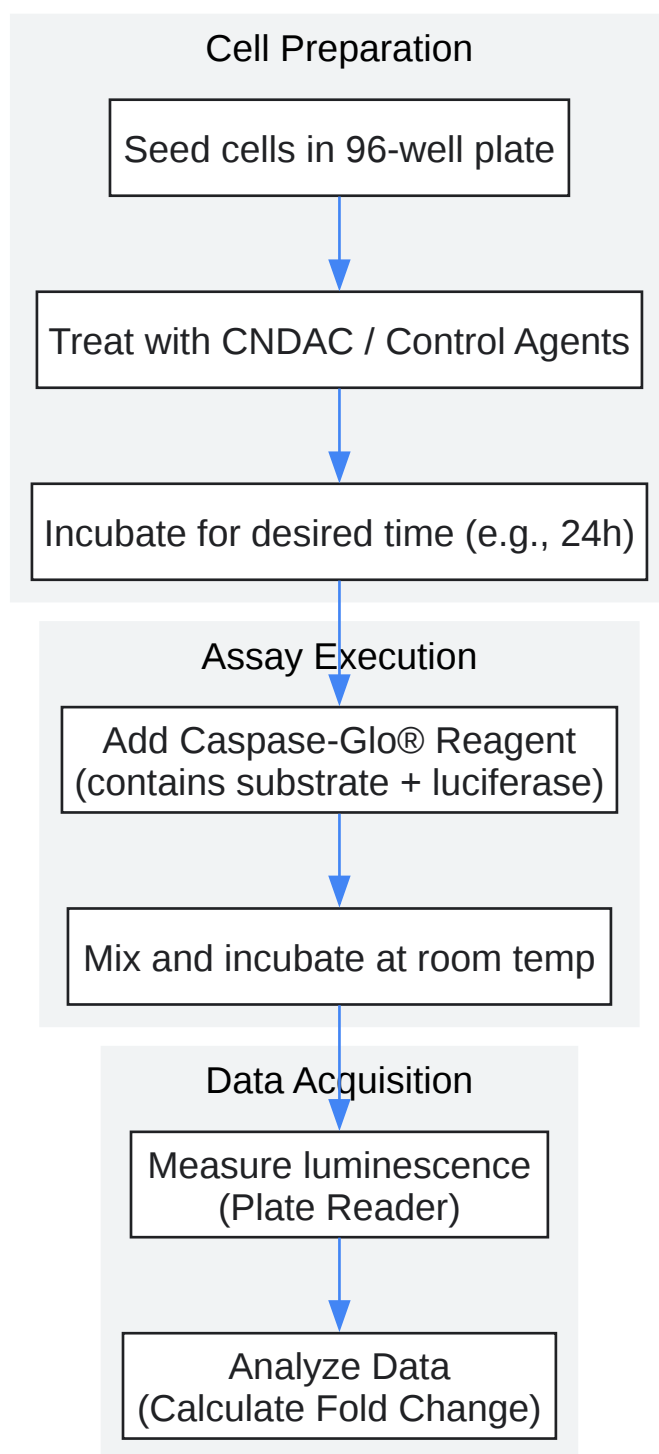 Cell Preparation
Seed cells in 96-well plate
Treat with CNDAC / Control Agents
Incubate for desired time (e.g., 24h)
Assay Execution
Add Caspase-Glo® Reagent
(contains substrate + luciferase)
Mix and incubate at room temp
Data Acquisition
Measure luminescence
(Plate Reader)
Analyze Data
(Calculate Fold Change)